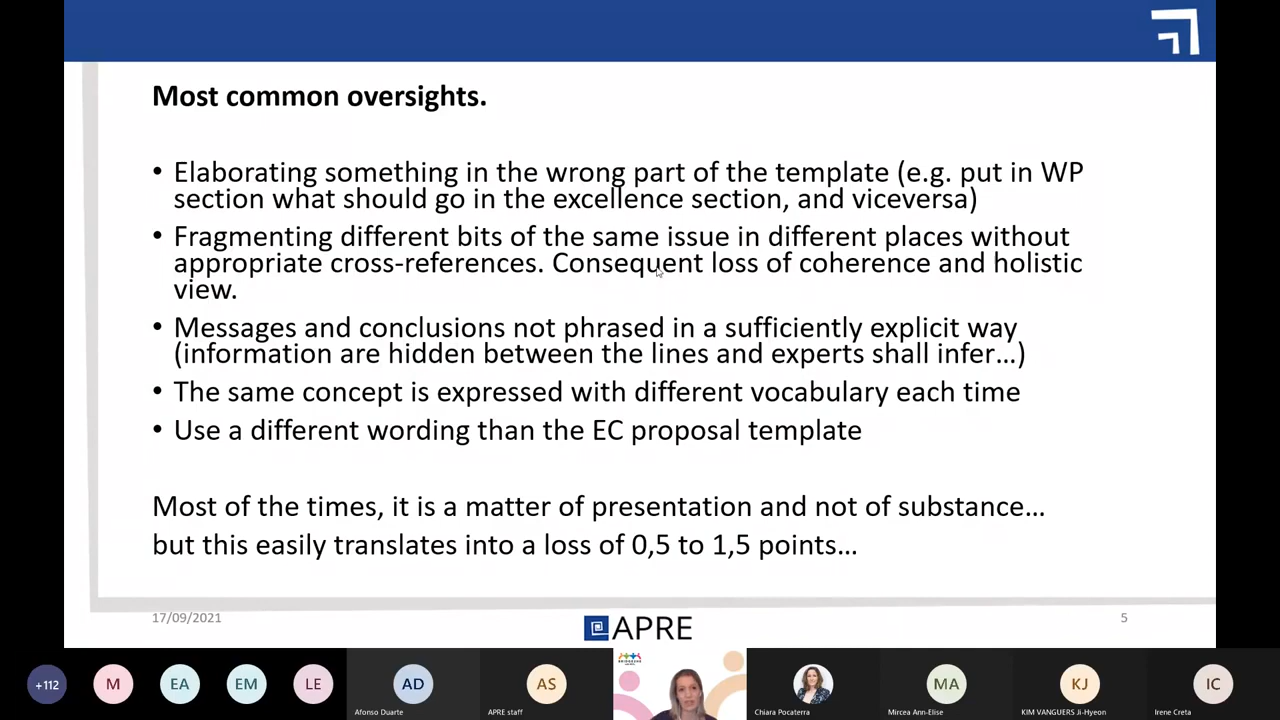 Most common oversights.
• Elaborating something in the wrong part of the template (e.g. put in WP
section what should go in the excellence section, and viceversa)
• Fragmenting different bits of the same issue in different places without
appropriate cross-references. Consequent loss of coherence and holistic
view.
• Messages and conclusions not phrased in a sufficiently explicit way
(information are hidden between the lines and experts shall infer…)
• The same concept is expressed with different vocabulary each time
• Use a different wording than the EC proposal template
Most of the times, it is a matter of presentation and not of substance…
but this easily translates into a loss of 0,5 to 1,5 points…
17/09/2021
APRE
5
+112
M
EA
EM
LE
AD
AS
MA
KJ
IC
Afonso Duarte
APRE staff
Chiara Pocaterra
Mircea Ann-Elise
KIM VANGUERS Ji-Hyeon
Irene Creta